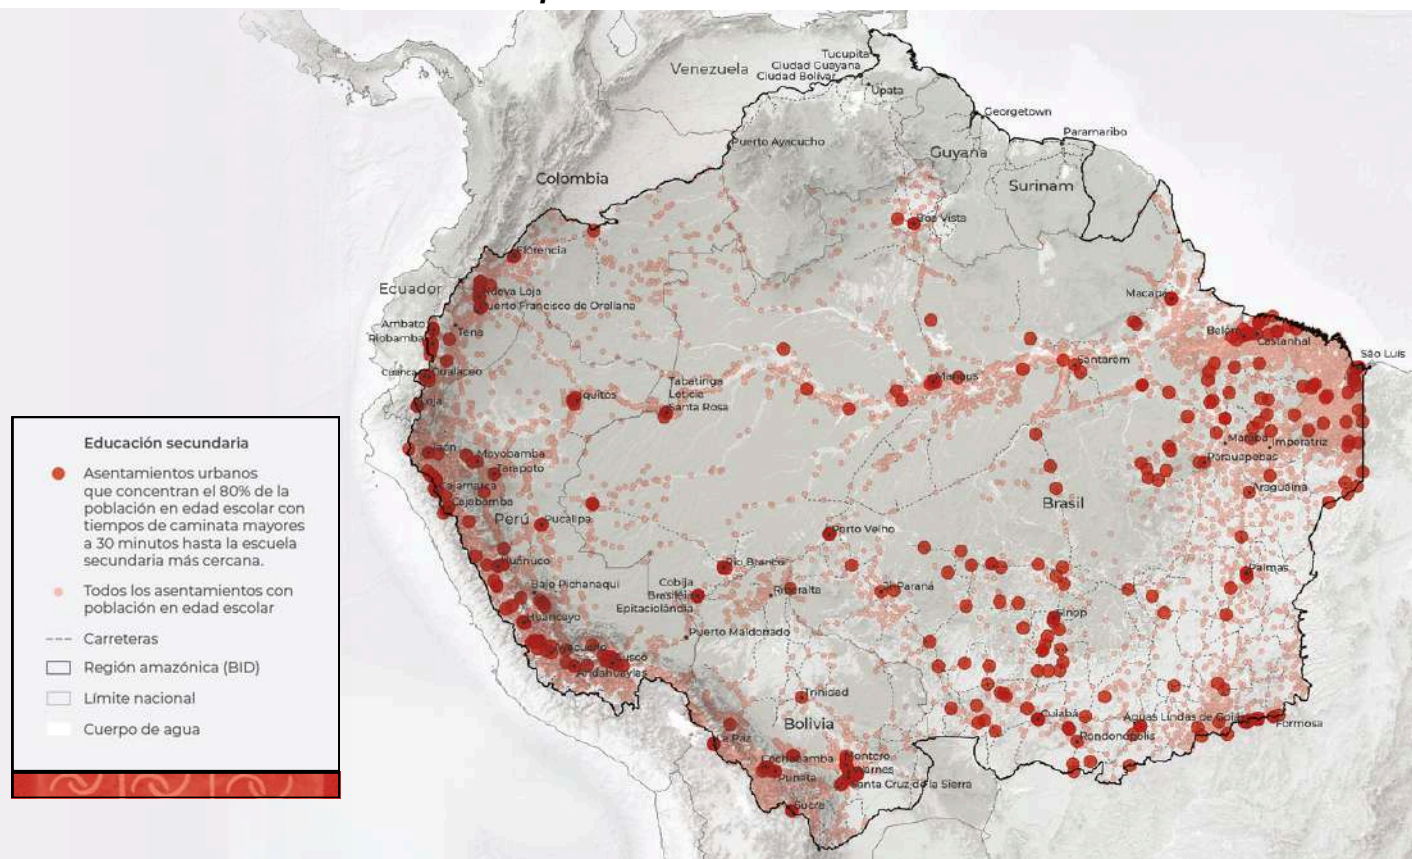 Tucupita
Ciudad Guayana
Venezuela
Ciudad Bolívar
Upata
Georgetown
Paramaribo
Puerto Ayacucho
Guyana
Colombia
Surinam
Boa Vista
Florencia
Ecuador
Nueva Loja
Puerto Francisco de Orellana
Macapá
Ambato
Tena
Riobamba
Belém
Castanhal
São Luis
Cuenca
Gualaceo
Santarém
Manaus
Tabatinga
Leticia
Iquitos
Loja
Santa Rosa
Jaén
Moyobamba
Marabá
Imperatriz
Tarapoto
Parauapebas
Cajamarca
Araguaína
Cajabamba
Brasil
Perú
Pucallpa
Porto Velho
Huánuco
Rio Branco
Palmas
Bajo Pichanaqui
Cobija
Riberalta
Ji-Paraná
Brasiléia
Epitaciolândia
Sinop
Huancayo
Puerto Maldonado
Ayacucho
Cusco
Andahuaylas
Trinidad
Bolivia
Cuiabá
Aguas Lindas de Goiás
Formosa
La Paz
Rondonópolis
Cochabamba
Montero
Warnes
Punata
Santa Cruz de la Sierra
Sucre
Educación secundaria
Asentamientos urbanos
que concentran el 80% de la
población en edad escolar con
tiempos de caminata mayores
a 30 minutos hasta la escuela
secundaria más cercana.
Todos los asentamientos con
población en edad escolar
Carreteras
Región amazónica (BID)
Límite nacional
Cuerpo de agua